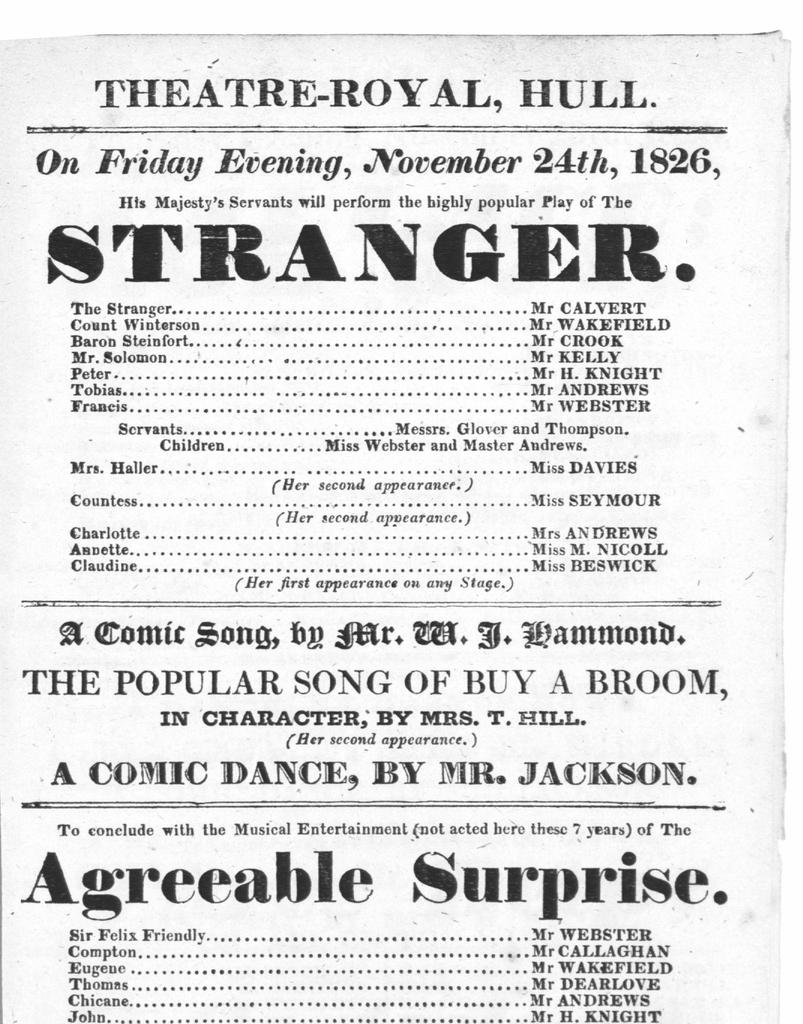 THEATRE-ROYAL, HULL.
On Friday Evening, November 24th, 1826,
His Majesty's Servants will perform the highly popular Play of The
STRANGER.
The Stranger........................................Mr CALVERT
Count Winterson........................................Mr WAKEFIELD
Baron Steinfort........................................Mr CROOK
Mr. Solomon........................................Mr KELLY
Peter........................................Mr H. KNIGHT
Tobias........................................Mr ANDREWS
Francis........................................Mr WEBSTER
Servants........................Messrs. Glover and Thompson.
Children............Miss Webster and Master Andrews.
Mrs. Haller........................................Miss DAVIES
(Her second appearance.)
Countess........................................Miss SEYMOUR
(Her second appearance.)
Charlotte ........................................Mrs ANDREWS
Annette........................................Miss M. NICOLL
Claudine........................................Miss BESWICK
(Her first appearance on any Stage.)
A Comic Song, by Mr. W. J. Hammond.
THE POPULAR SONG OF BUY A BROOM,
IN CHARACTER, BY MRS. T. HILL.
(Her second appearance.)
A COMIC DANCE, BY MR. JACKSON.
To conclude with the Musical Entertainment (not acted here these 7 years) of The
Agreeable Surprise.
Sir Felix Friendly........................................Mr WEBSTER
Compton........................................Mr CALLAGHAN
Eugene ........................................Mr WAKEFIELD
Thomas........................................Mr DEARLOVE
Chicane........................................Mr ANDREWS
John........................................Mr H. KNIGHT